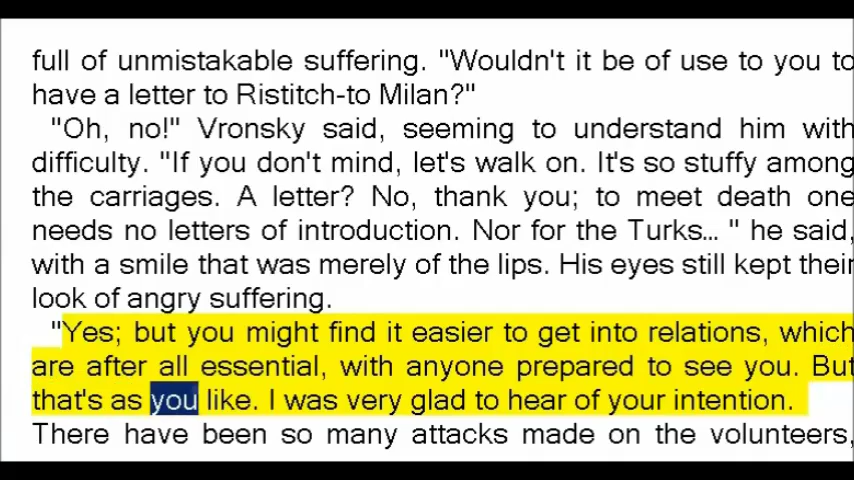 full of unmistakable suffering. "Wouldn't it be of use to you to
have a letter to Ristitch-to Milan?"
"Oh, no!" Vronsky said, seeming to understand him with
difficulty. "If you don't mind, let's walk on. It's so stuffy among
the carriages. A letter? No, thank you; to meet death one
needs no letters of introduction. Nor for the Turks... " he said,
with a smile that was merely of the lips. His eyes still kept their
look of angry suffering.
"Yes; but you might find it easier to get into relations, which
are after all essential, with anyone prepared to see you. But
that's as you like. I was very glad to hear of your intention.
There have been so many attacks made on the volunteers,